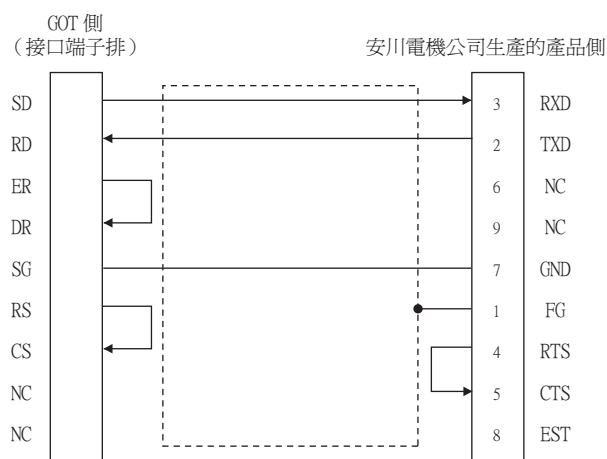 GOT 側
（接口端子排）
安川電機公司生産的產品側
SD 3 RXD
RD 2 TXD
ER 6 NC
DR 9 NC
SG 7 GND
RS 1 FG
CS 4 RTS
NC 5 CTS
NC 8 EST